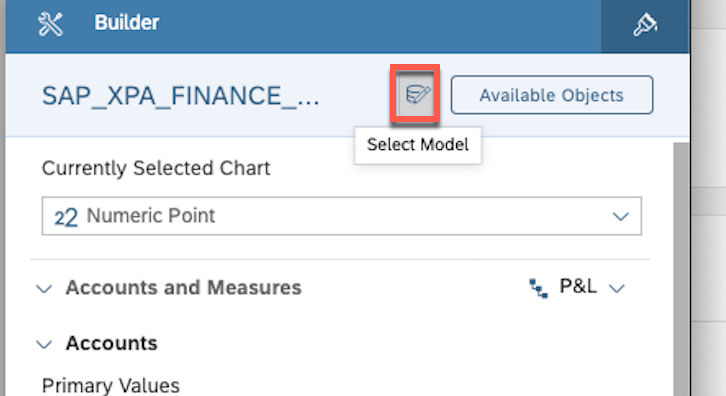 Builder
SAP_XPA_FINANCE_...
Available Objects
Select Model
Currently Selected Chart
22 Numeric Point
Accounts and Measures
P&L
Accounts
Primary Values